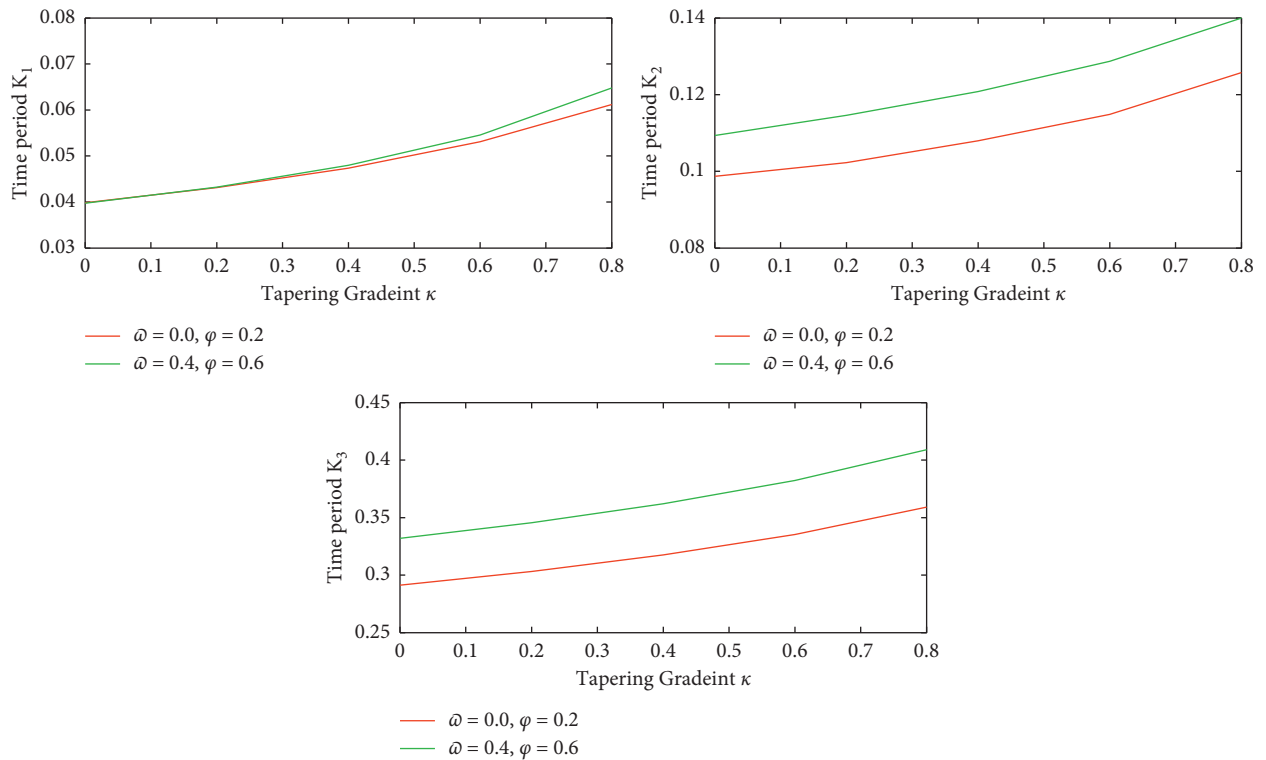 0.08
0.07
0.06
0.05
0.04
0.03
Time period K1
0 0.1 0.2 0.3 0.4 0.5 0.6 0.7 0.8
Tapering Gradeint κ
ϖ = 0.0, φ = 0.2
ϖ = 0.4, φ = 0.6
0.14
0.12
0.1
0.08
Time period K2
0 0.1 0.2 0.3 0.4 0.5 0.6 0.7 0.8
Tapering Gradeint κ
ϖ = 0.0, φ = 0.2
ϖ = 0.4, φ = 0.6
0.45
0.4
0.35
0.3
0.25
Time period K3
0 0.1 0.2 0.3 0.4 0.5 0.6 0.7 0.8
Tapering Gradeint κ
ϖ = 0.0, φ = 0.2
ϖ = 0.4, φ = 0.6